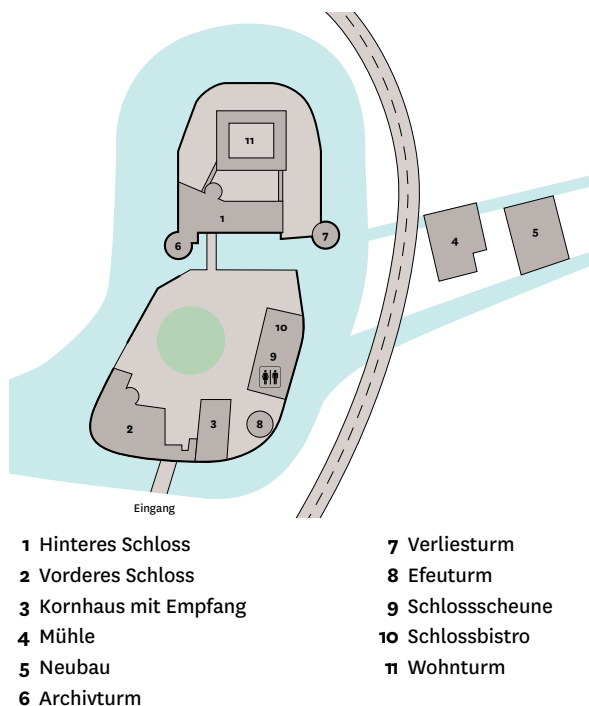 11
1
7
6
4
5
10
9
3
2
8
Eingang
1 Hinteres Schloss
2 Vorderes Schloss
3 Kornhaus mit Empfang
4 Mühle
5 Neubau
6 Archivturm
7 Verliesturm
8 Efeuturm
9 Schlossscheune
10 Schlossbistro
11 Wohnturm